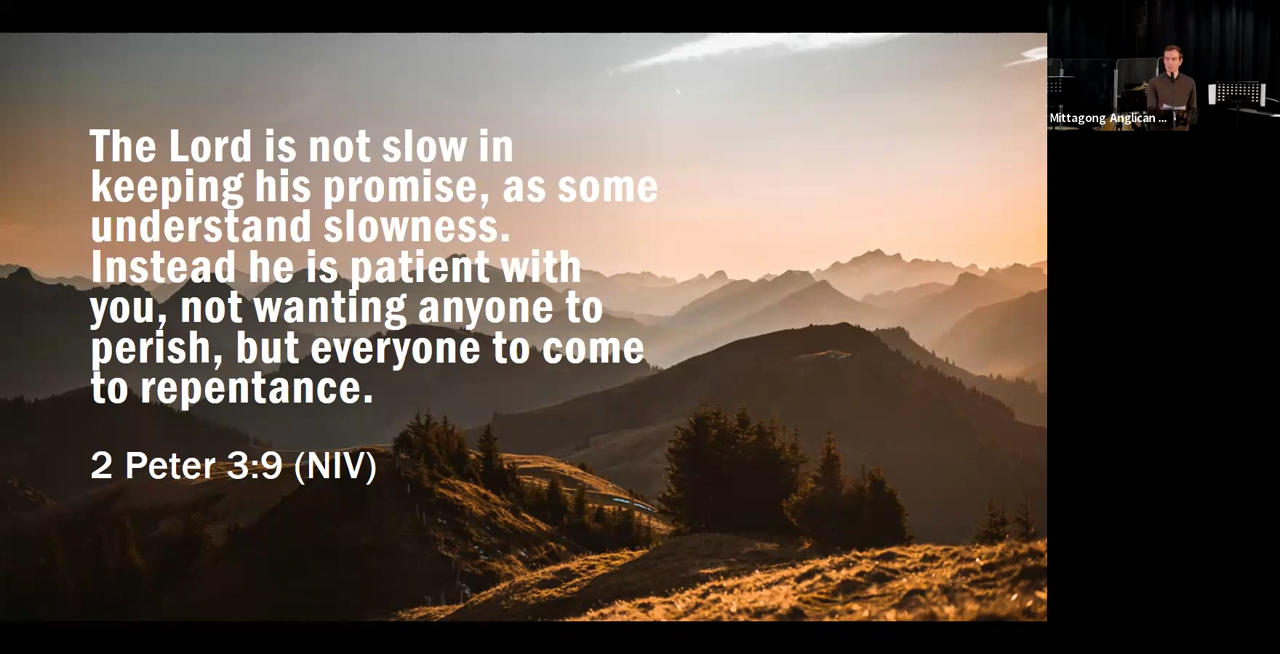 The Lord is not slow in
keeping his promise, as some
understand slowness.
Instead he is patient with
you, not wanting anyone to
perish, but everyone to come
to repentance.
2 Peter 3:9 (NIV)
Mittagong Anglican ...